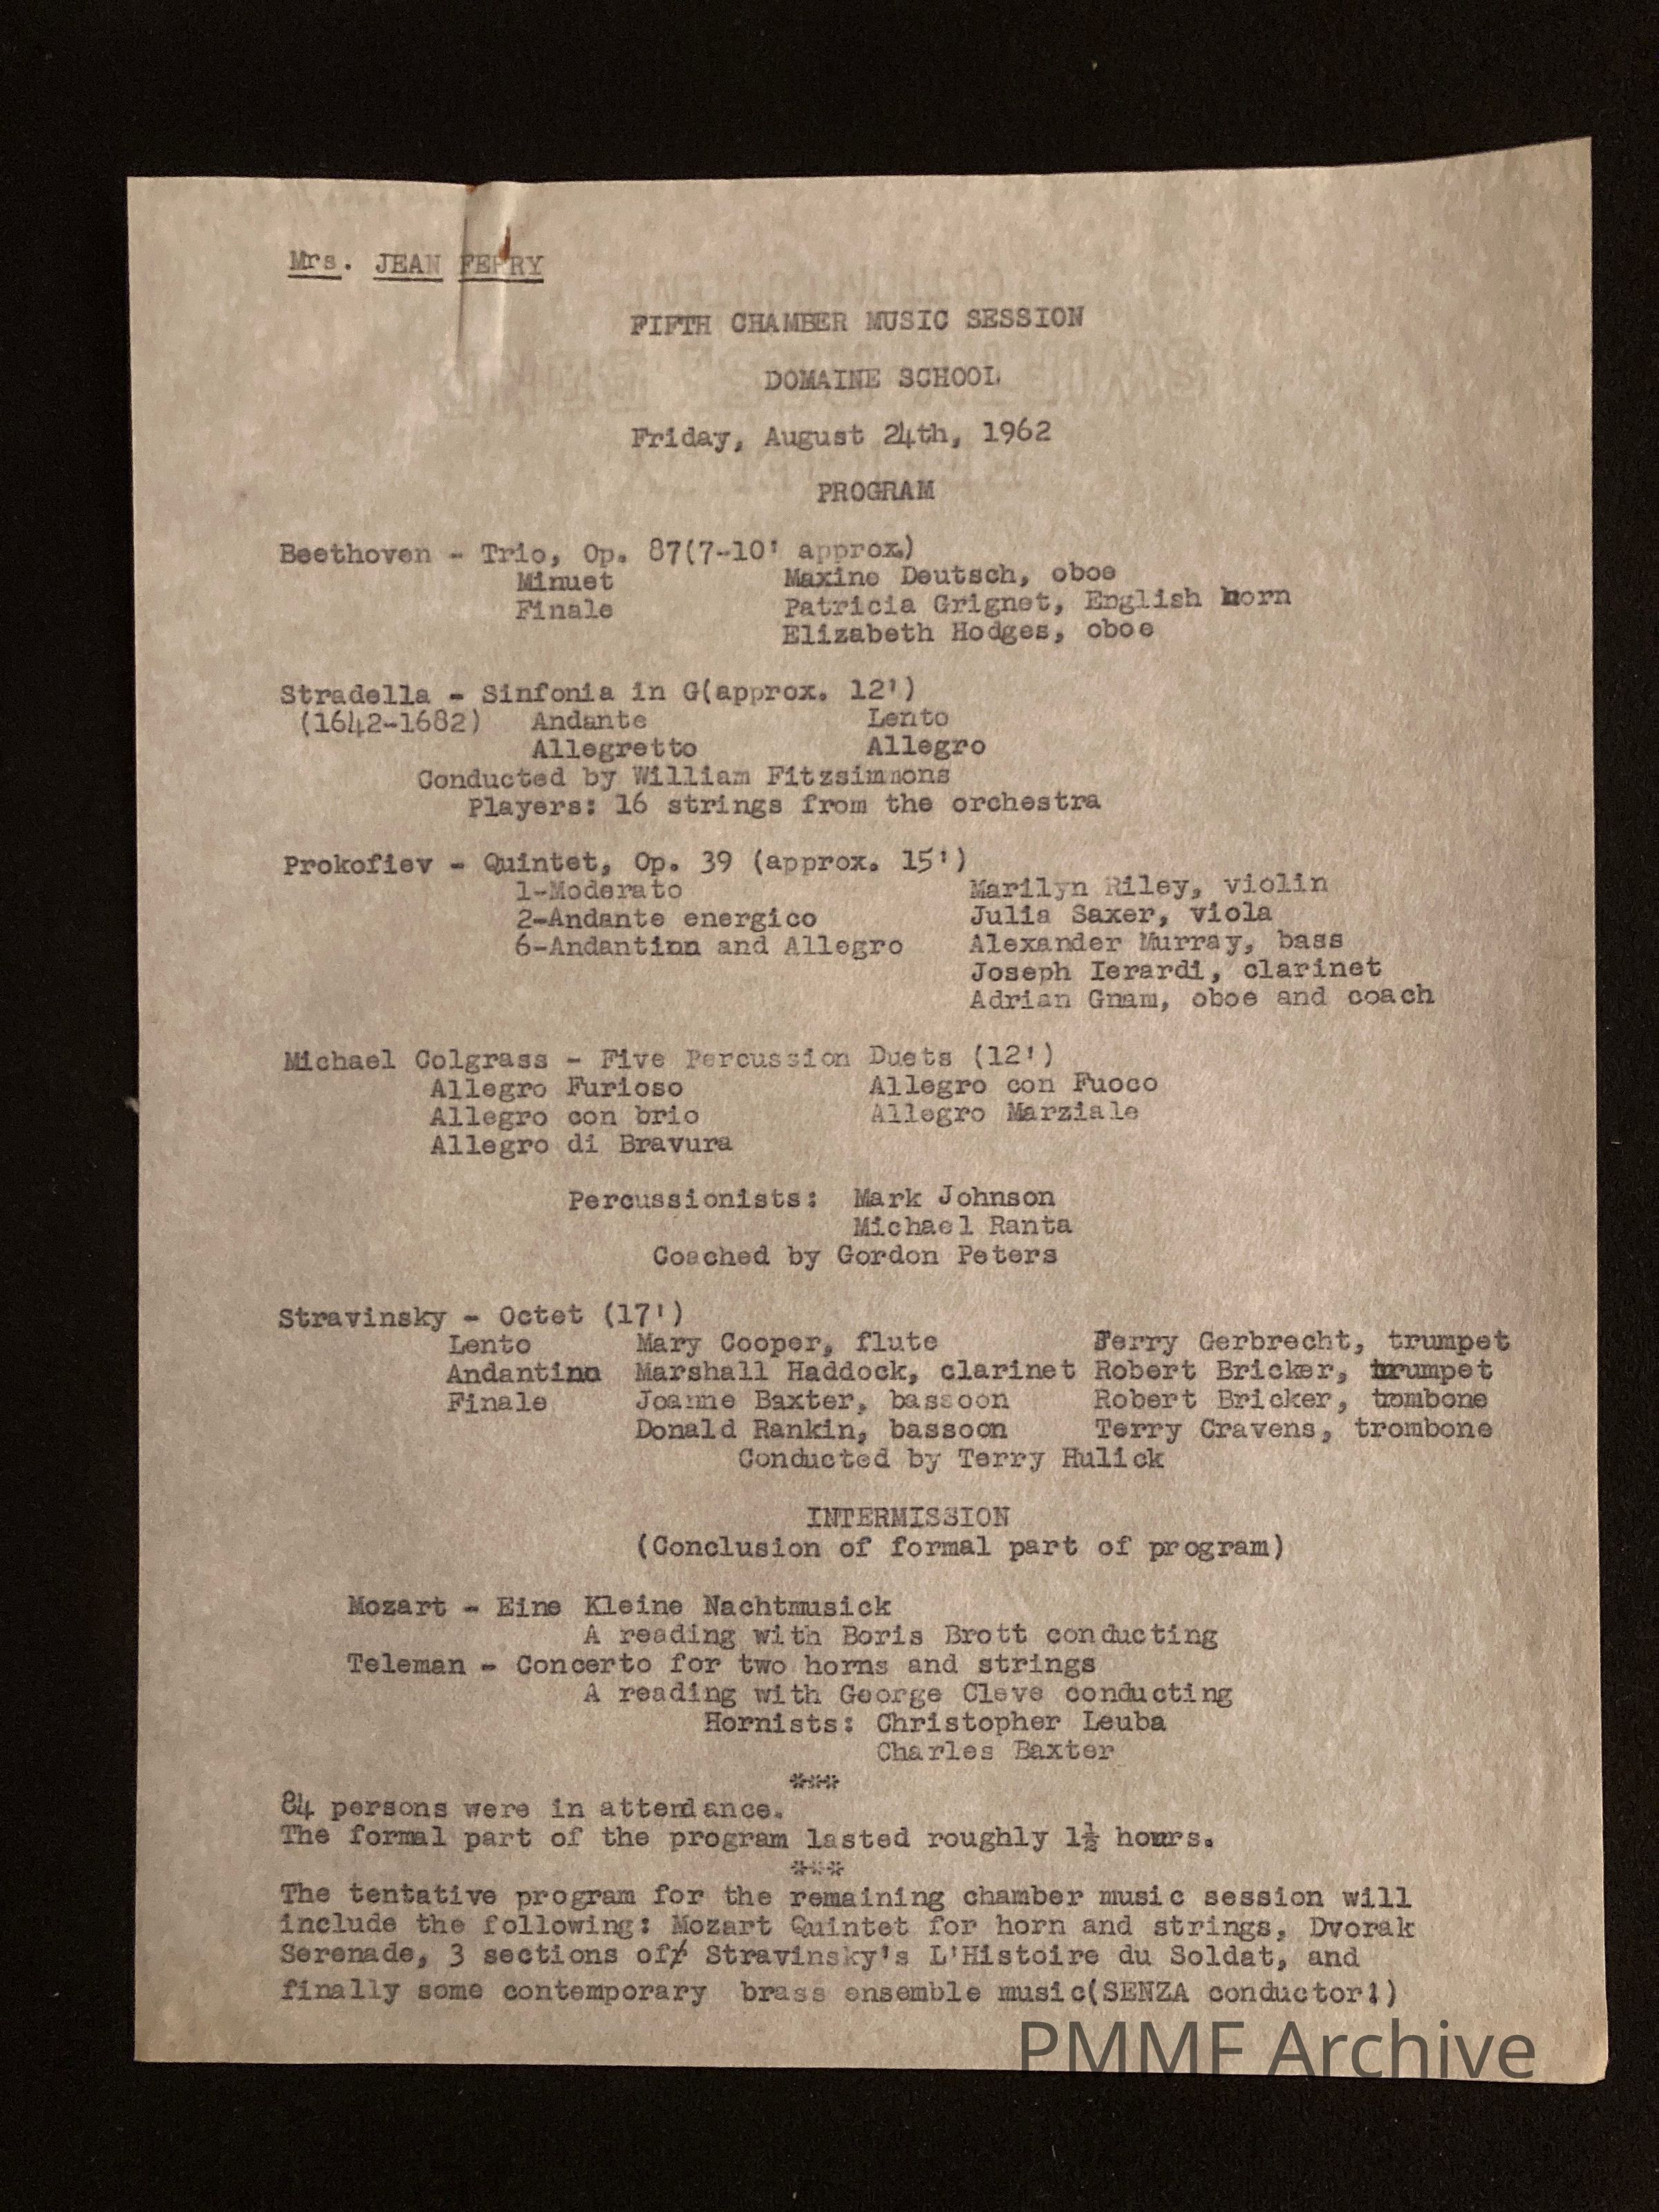 Mrs. JEAN FERRY
FIFTH CHAMBER MUSIC SESSION
DOMAINE SCHOOL
Friday, August 24th, 1962
PROGRAM
Beethoven - Trio, Op. 87(7-10' approx.)
Minuet Maxine Deutsch, oboe
Finale Patricia Grignet, English horn
Elizabeth Hodges, oboe
Stradella - Sinfonia in G(approx. 12')
(1642-1682) Andante Lento
Allegretto Allegro
Conducted by William Fitzsimmons
Players: 16 strings from the orchestra
Prokofiev - Quintet, Op. 39 (approx. 15')
1-Moderato Marilyn Riley, violin
2-Andante energico Julia Saxer, viola
6-Andantino and Allegro Alexander Murray, bass
Joseph Ierardi, clarinet
Adrian Gnam, oboe and coach
Michael Colgrass - Five Percussion Duets (12')
Allegro Furioso Allegro con Fuoco
Allegro con brio Allegro Marziale
Allegro di Bravura
Percussionists: Mark Johnson
Michael Ranta
Coached by Gordon Peters
Stravinsky - Octet (17')
Lento Mary Cooper, flute Gerbrecht, trumpet
Andantino Marshall Haddock, clarinet Robert Bricker, trumpet
Finale Joanne Baxter, bassoon Robert Bricker, trombone
Donald Rankin, bassoon Terry Cravens, trombone
Conducted by Terry Hulick
INTERMISSION
(Conclusion of formal part of program)
Mozart - Eine Kleine Nachtmusick
A reading with Boris Brott conducting
Teleman - Concerto for two horns and strings
A reading with George Cleve conducting
Hornists: Christopher Leuba
Charles Baxter
***
84 persons were in attendance.
The formal part of the program lasted roughly 1½ hours.
***
The tentative program for the remaining chamber music session will
include the following: Mozart Quintet for horn and strings, Dvorak
Serenade, 3 sections of Stravinsky's L'Histoire du Soldat, and
finally some contemporary brass ensemble music(SENZA conductor!)
PMMF Archive